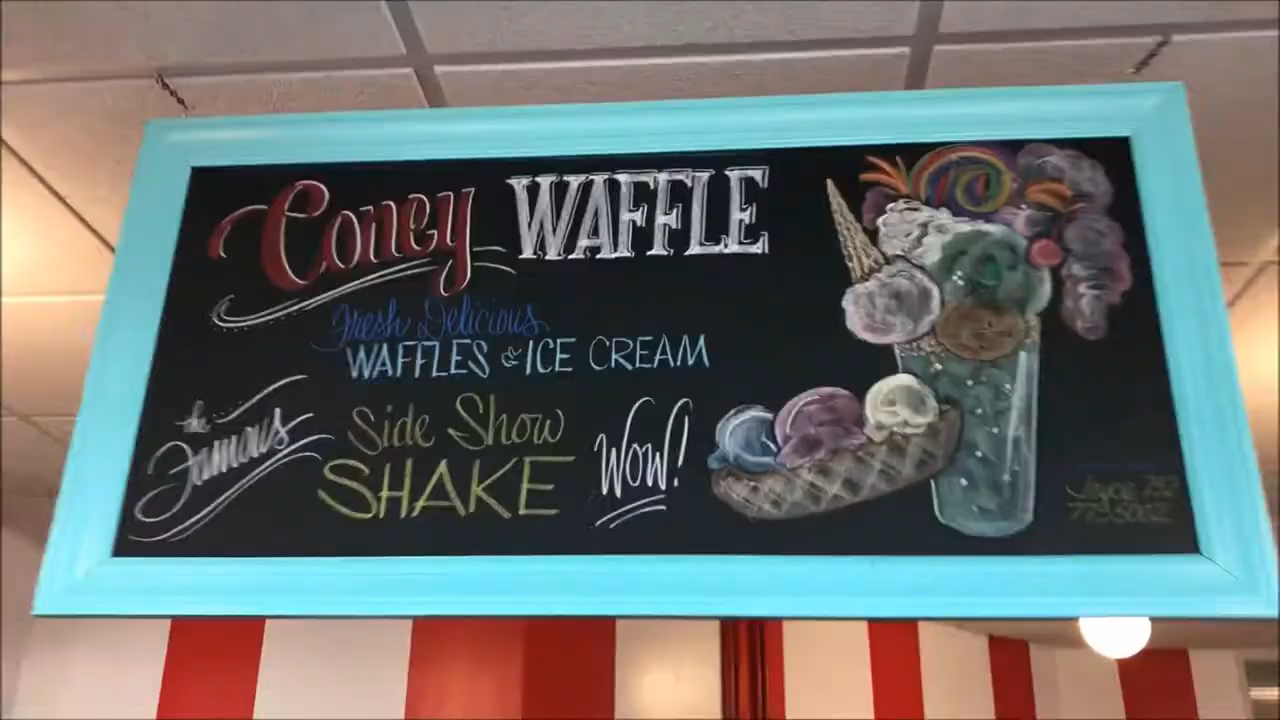 Coney WAFFLE
Fresh Delicious
WAFFLES & ICE CREAM
the Famous
Side Show
SHAKE
Wow!